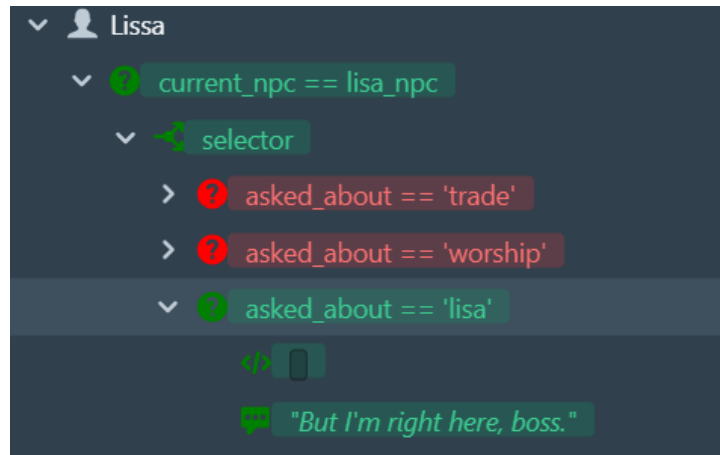 Lissa
current_npc == lisa_npc
selector
asked_about == 'trade'
asked_about == 'worship'
asked_about == 'lisa'
</>
"But I'm right here, boss."